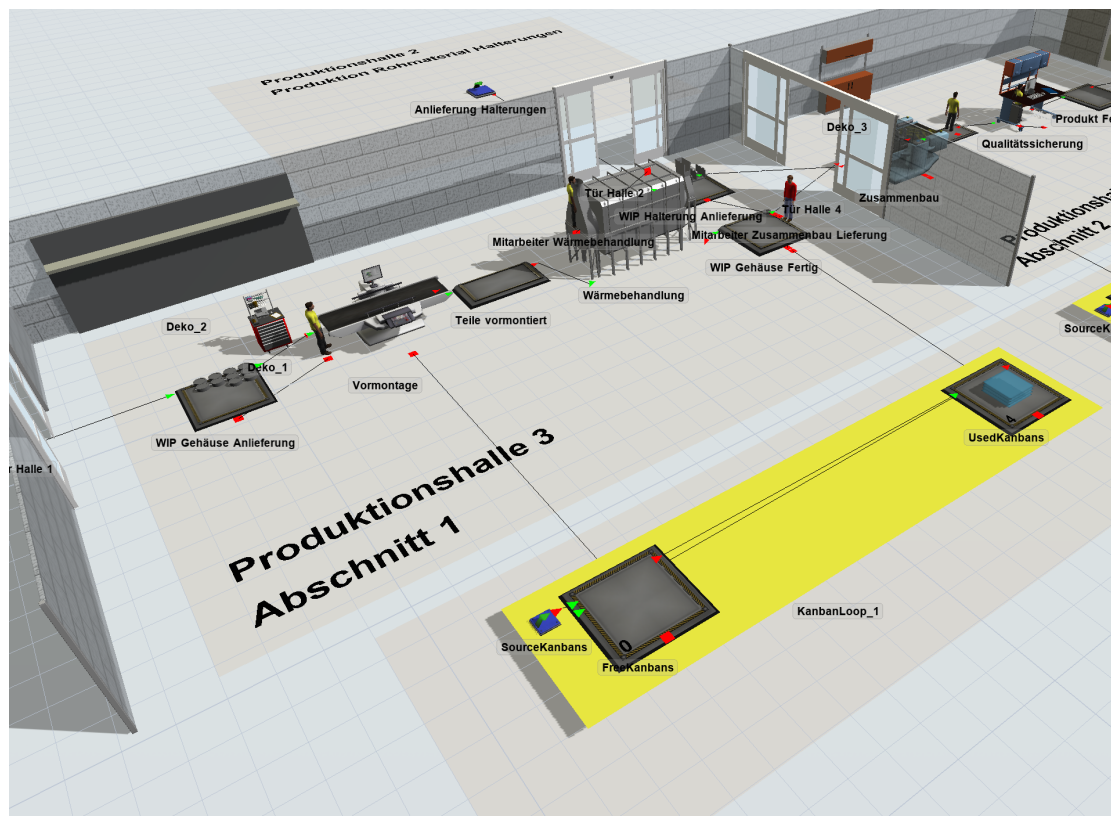 Produktionshalle 2
Produktion Rohmaterial Halterungen
Anlieferung Halterungen
Deko_3
Produkt Fe
Qualitätssicherung
Tür Halle 2
Zusammenbau
WIP Halterung Anlieferung
Tür Halle 4
Mitarbeiter Wärmebehandlung
Mitarbeiter Zusammenbau Lieferung
WIP Gehäuse Fertig
Abschnitt 2
Wärmebehandlung
Teile vormontiert
Deko_2
SourceK
Deko_1
Vormontage
WIP Gehäuse Anlieferung
4
UsedKanbans
r Halle 1
Produktionshalle 3
Abschnitt 1
KanbanLoop_1
0
SourceKanbans
FreeKanbans